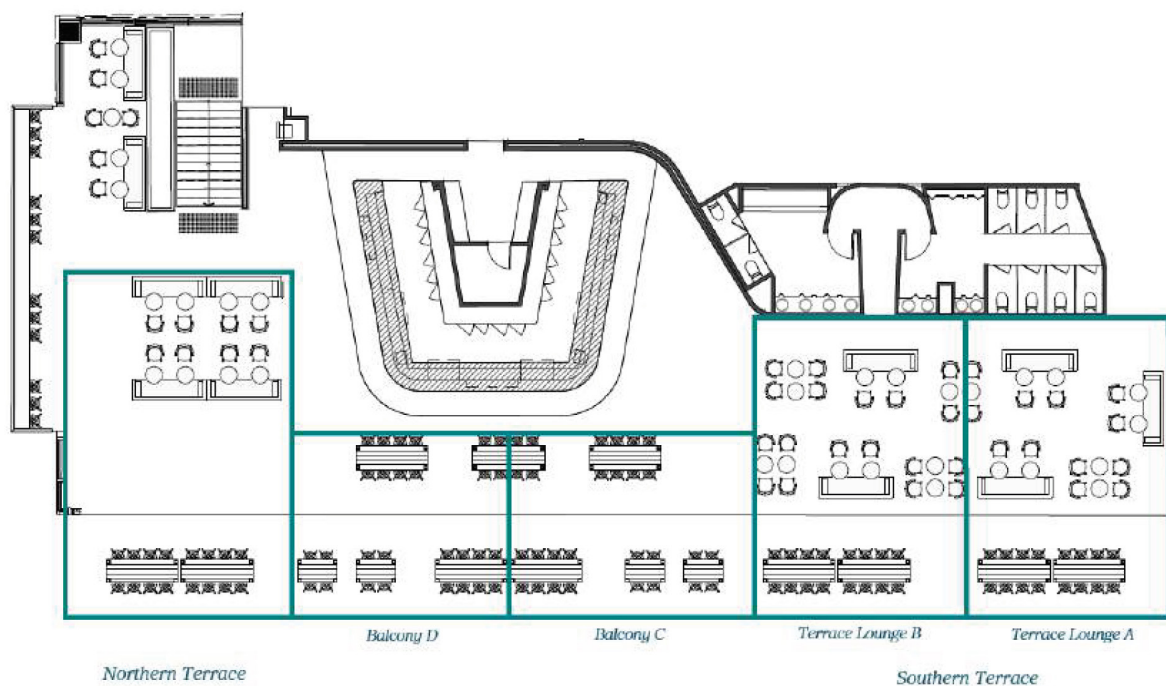 Balcony D
Balcony C
Terrace Lounge B
Terrace Lounge A
Northern Terrace
Southern Terrace